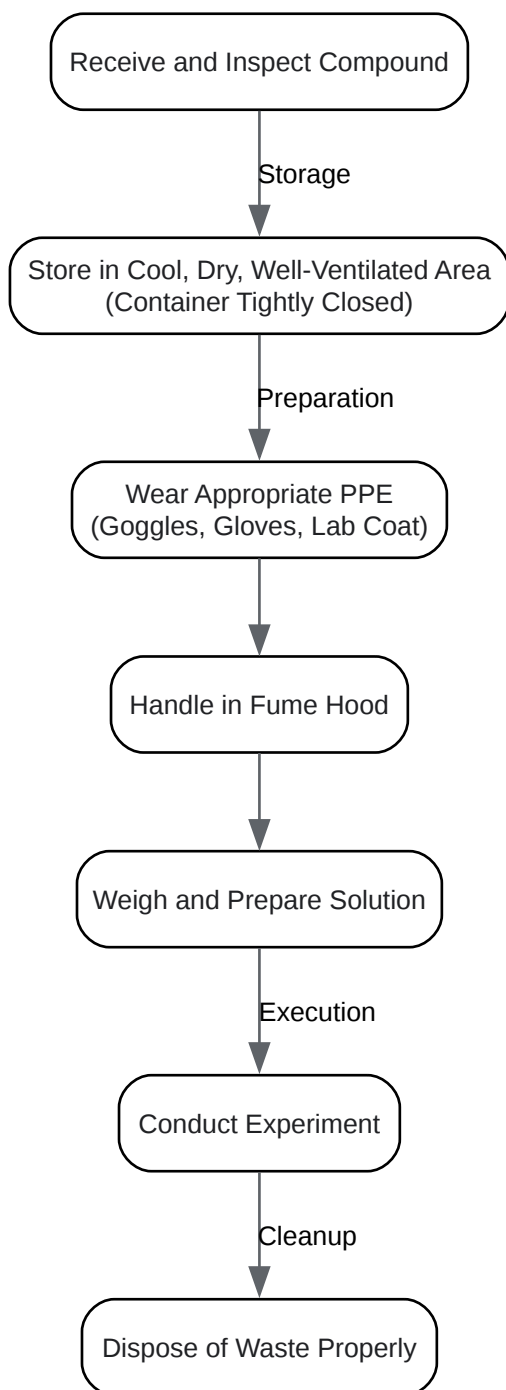 Receive and Inspect Compound
Storage
Store in Cool, Dry, Well-Ventilated Area
(Container Tightly Closed)
Preparation
Wear Appropriate PPE
(Goggles, Gloves, Lab Coat)
Handle in Fume Hood
Weigh and Prepare Solution
Execution
Conduct Experiment
Cleanup
Dispose of Waste Properly